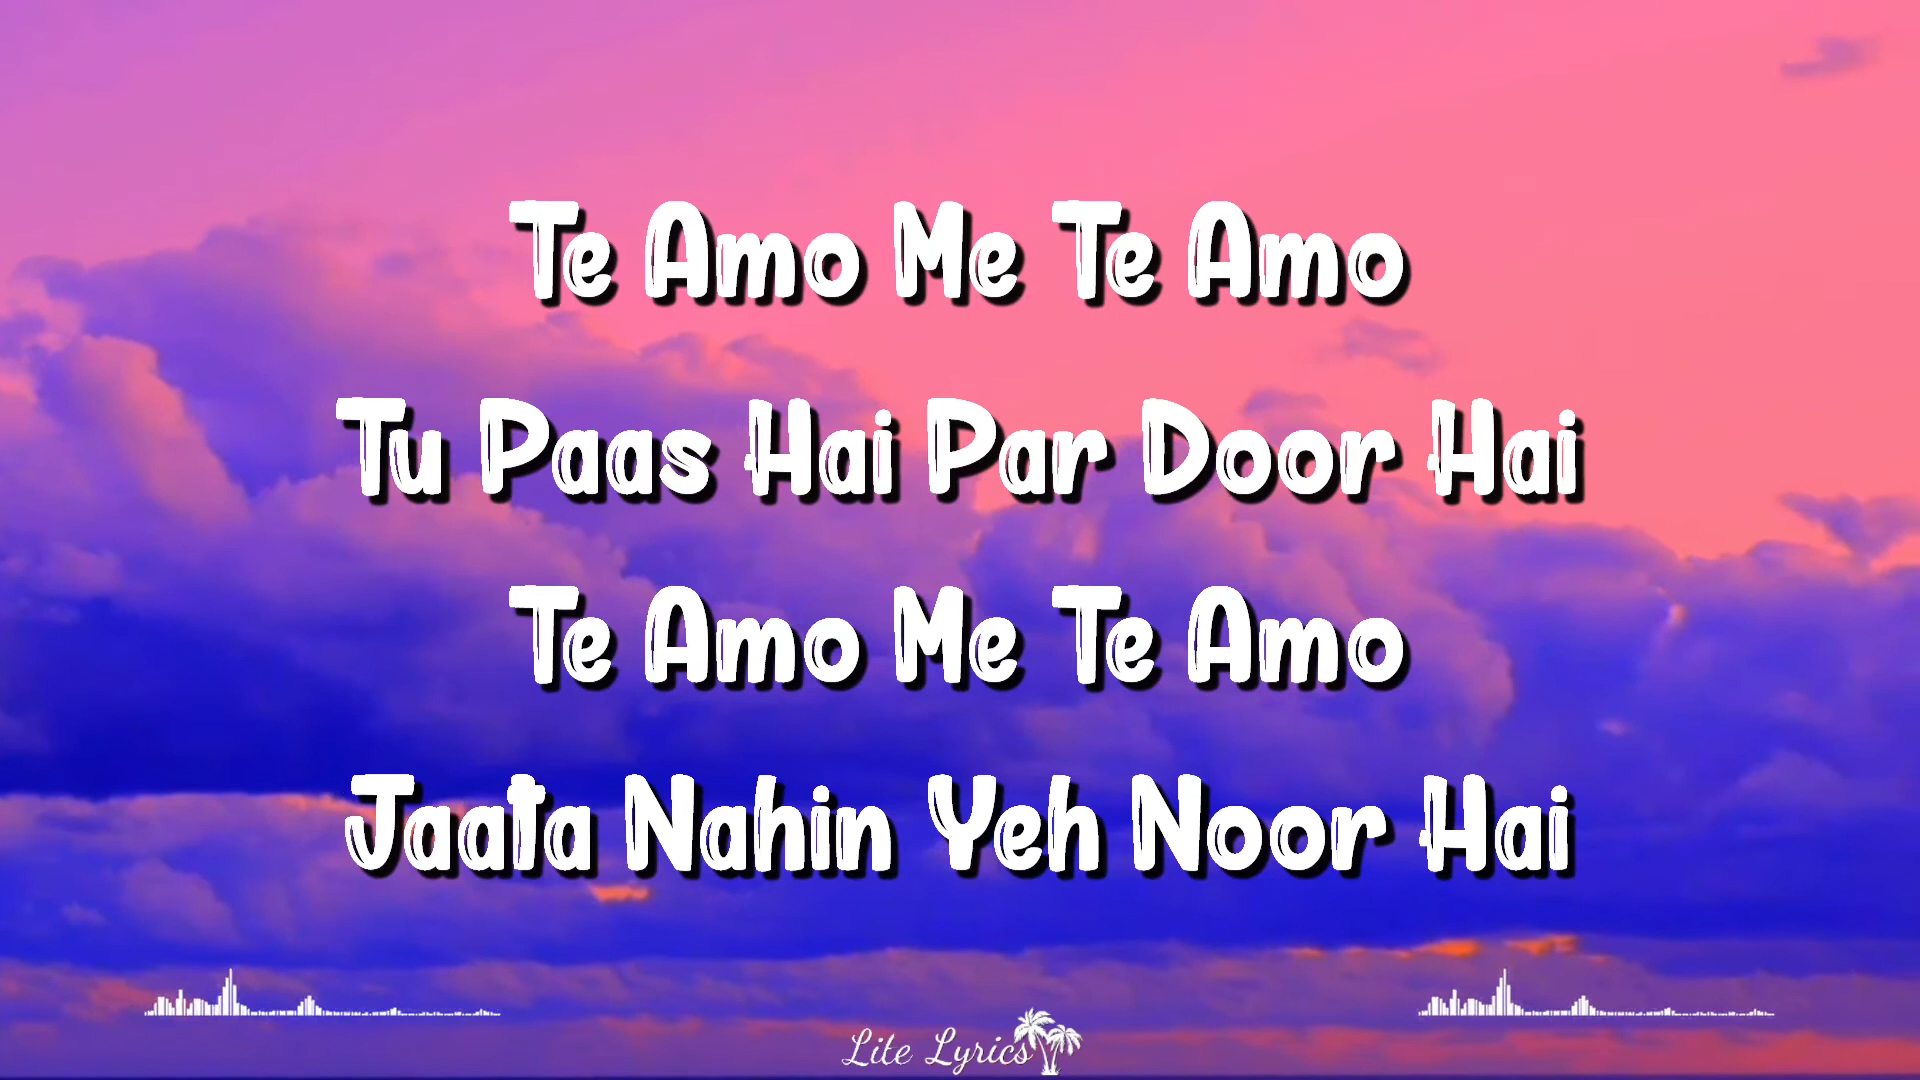 Te Amo Me Te Amo
Tu Paas Hai Par Door Hai
Te Amo Me Te Amo
Jaata Nahin Yeh Noor Hai
Lite Lyrics